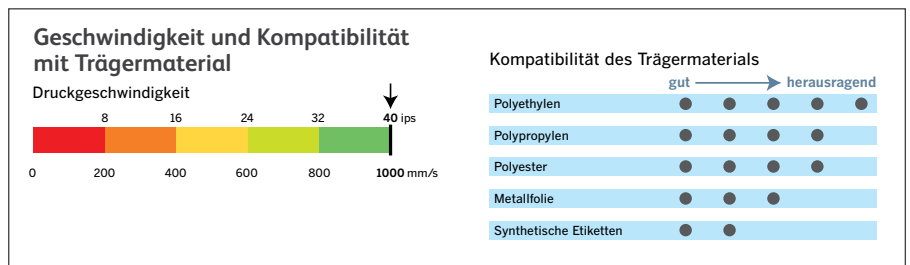 Geschwindigkeit und Kompatibilität
mit Trägermaterial
Druckgeschwindigkeit
8 16 24 32 40 ips
0 200 400 600 800 1000 mm/s
Kompatibilität des Trägermaterials
gut herausragend
Polyethylen
Polypropylen
Polyester
Metallfolie
Synthetische Etiketten